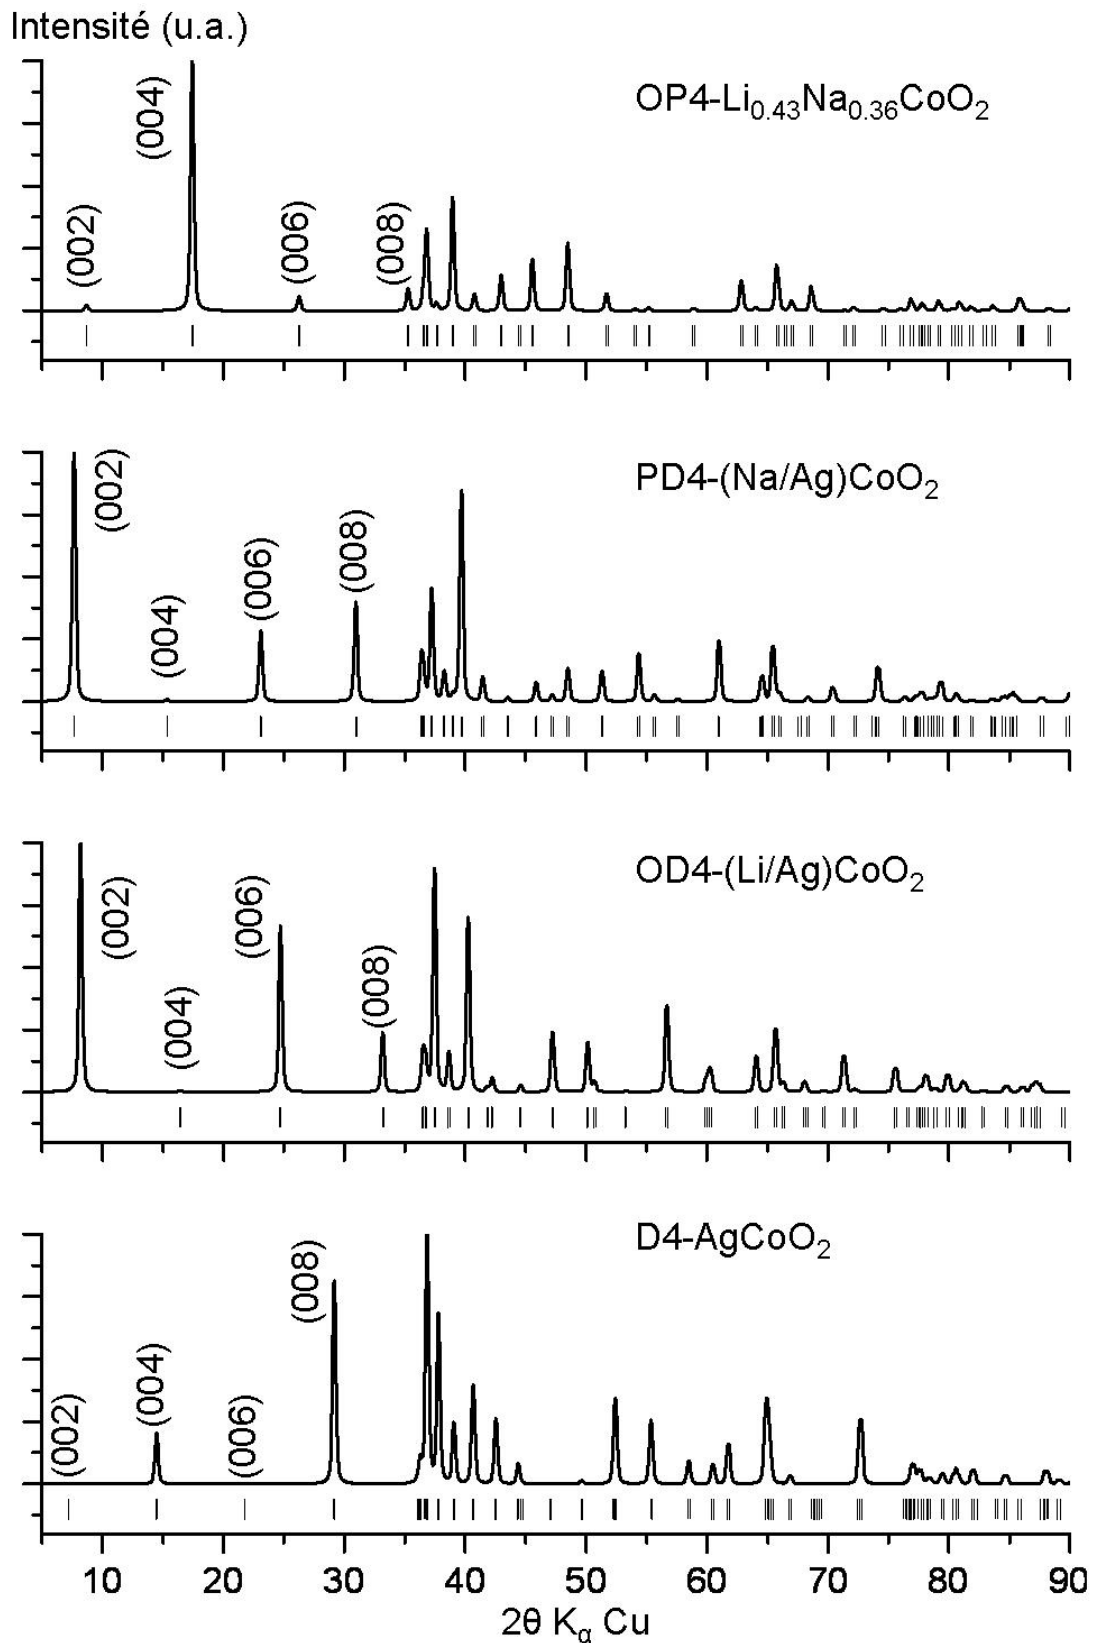 Intensité (u.a.)
OP4-Li₀.₄₃Na₀.₃₆CoO₂
(002)
(004)
(006)
(008)
PD4-(Na/Ag)CoO₂
(002)
(004)
(006)
(008)
OD4-(Li/Ag)CoO₂
(002)
(004)
(006)
(008)
D4-AgCoO₂
(002)
(004)
(006)
(008)
10 20 30 40 50 60 70 80 90
2θ Kα Cu